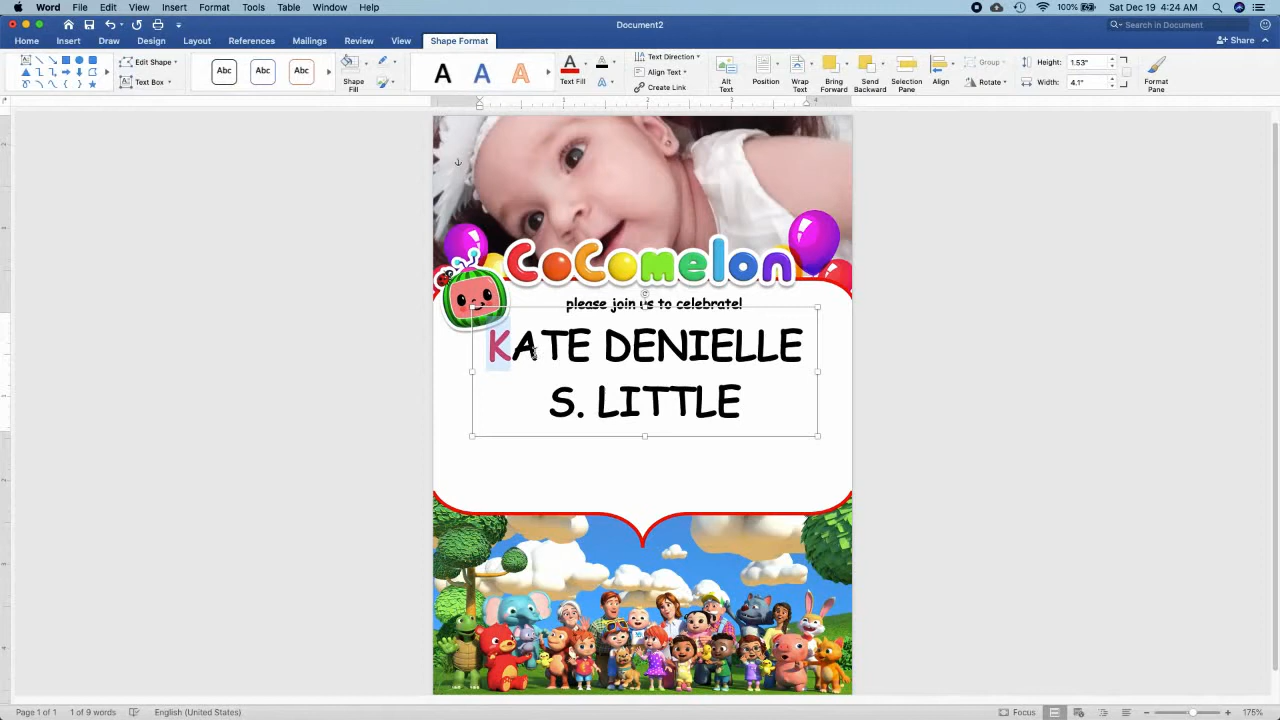 Word File Edit View Insert Format Tools Table Window Help
100% Sat Dec 19 4:24 AM
Document2
Search in Document
Home Insert Draw Design Layout References Mailings Review View Shape Format
Share
Edit Shape
Text Box
Abc Abc Abc
Shape Fill
A A A
Text Fill
Text Direction
Align Text
Create Link
Alt Text
Position
Wrap Text
Bring Forward
Send Backward
Selection Pane
Align
Group
Rotate
Height: 1.53"
Width: 4.1"
Format Pane
1 2 3 4
CoComelon
please join us to celebrate!
KATE DENIELLE
S. LITTLE
Page 1 of 1 1 of 9 words English (United States)
Focus
175%